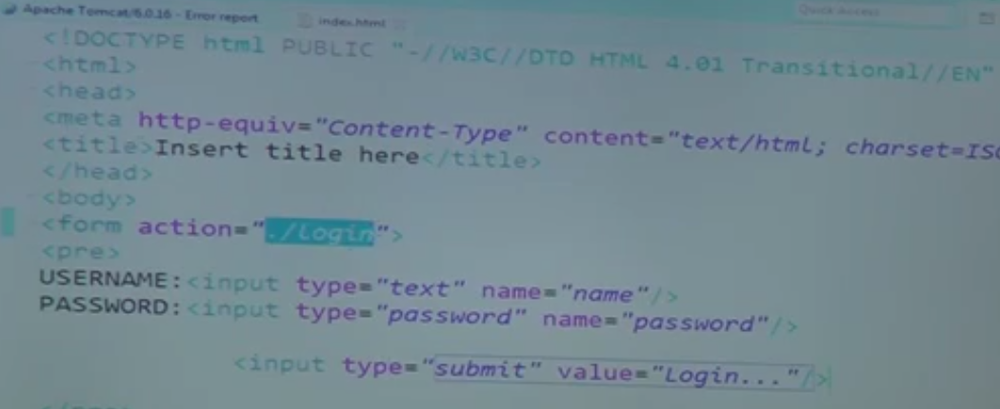 Apache Tomcat/6.0.16 - Error report index.html Quick Access
<!DOCTYPE html PUBLIC "-//W3C//DTD HTML 4.01 Transitional//EN"
<html>
<head>
<meta http-equiv="Content-Type" content="text/html; charset=ISO
<title>Insert title here</title>
</head>
<body>
<form action="./Login">
<pre>
USERNAME:<input type="text" name="name"/>
PASSWORD:<input type="password" name="password"/>
<input type="submit" value="Login..."/>